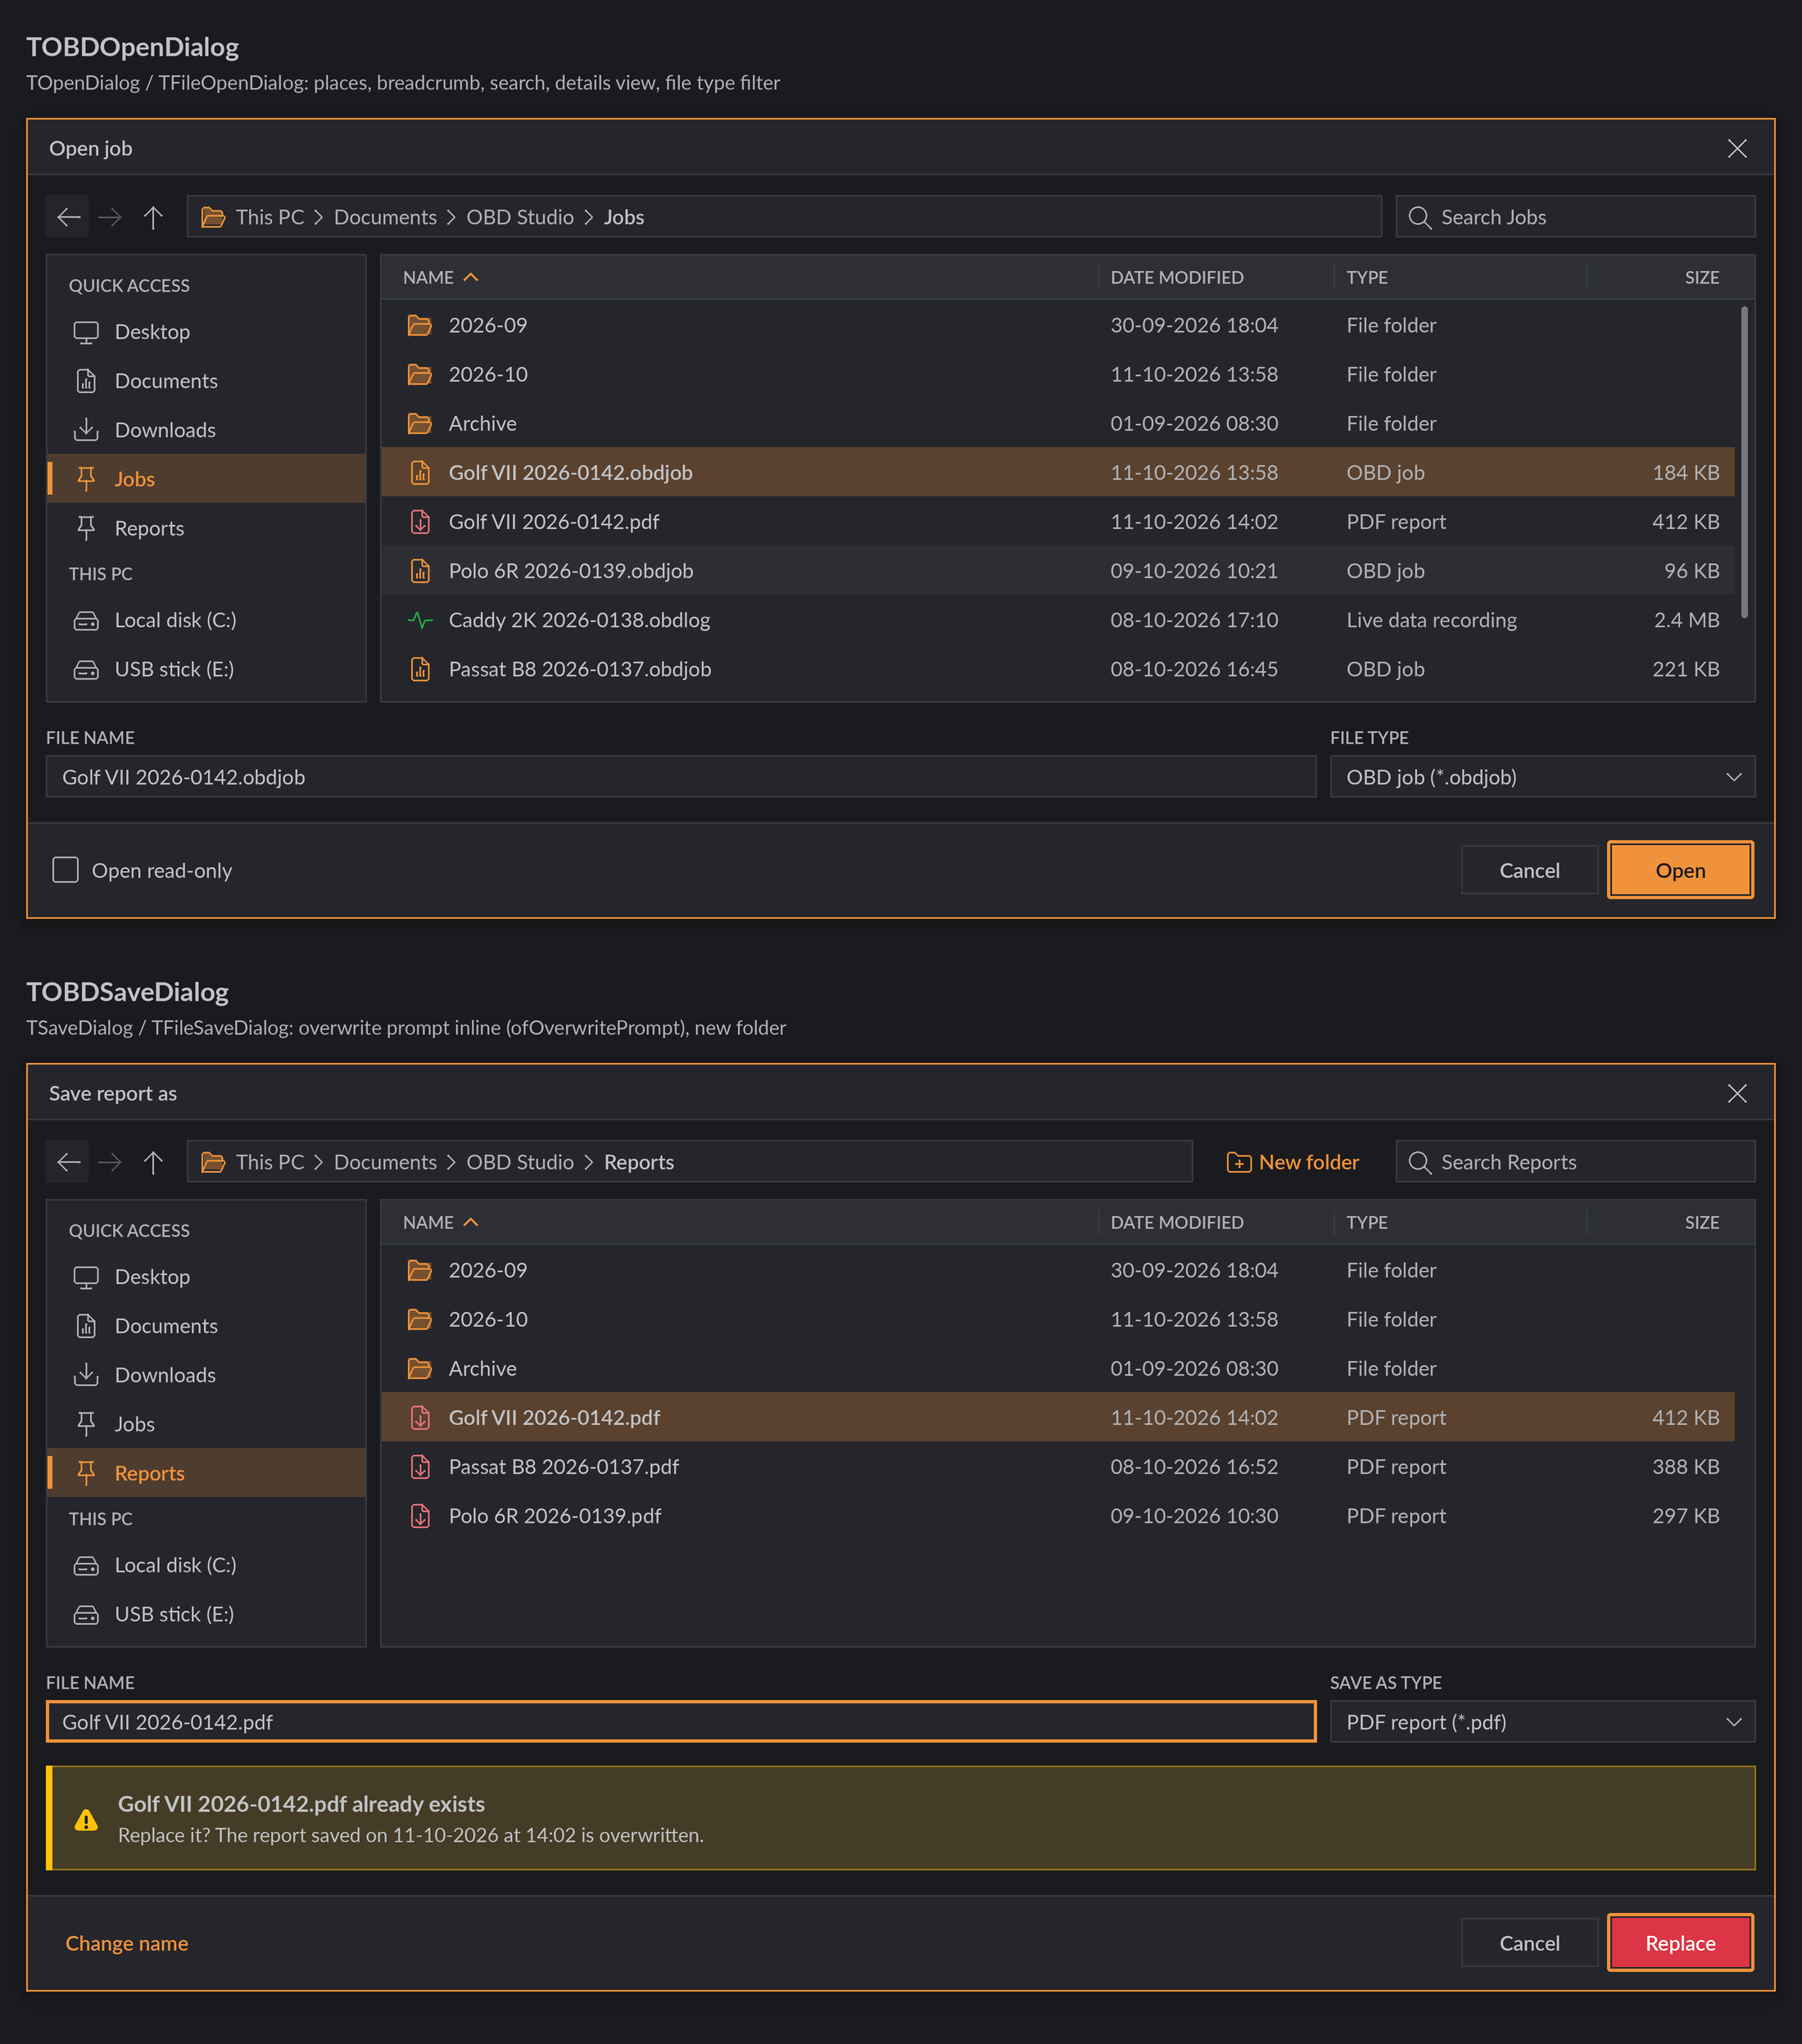 TOBDOpenDialog
TOpenDialog / TFileOpenDialog: places, breadcrumb, search, details view, file type filter
Open job
This PC > Documents > OBD Studio > Jobs
Search Jobs
QUICK ACCESS
Desktop
Documents
Downloads
Jobs
Reports
THIS PC
Local disk (C:)
USB stick (E:)
NAME DATE MODIFIED TYPE SIZE
2026-09 30-09-2026 18:04 File folder
2026-10 11-10-2026 13:58 File folder
Archive 01-09-2026 08:30 File folder
Golf VII 2026-0142.obdjob 11-10-2026 13:58 OBD job 184 KB
Golf VII 2026-0142.pdf 11-10-2026 14:02 PDF report 412 KB
Polo 6R 2026-0139.obdjob 09-10-2026 10:21 OBD job 96 KB
Caddy 2K 2026-0138.obdlog 08-10-2026 17:10 Live data recording 2.4 MB
Passat B8 2026-0137.obdjob 08-10-2026 16:45 OBD job 221 KB
FILE NAME
Golf VII 2026-0142.obdjob
FILE TYPE
OBD job (*.obdjob)
Open read-only
Cancel
Open
TOBDSaveDialog
TSaveDialog / TFileSaveDialog: overwrite prompt inline (ofOverwritePrompt), new folder
Save report as
This PC > Documents > OBD Studio > Reports
New folder
Search Reports
QUICK ACCESS
Desktop
Documents
Downloads
Jobs
Reports
THIS PC
Local disk (C:)
USB stick (E:)
NAME DATE MODIFIED TYPE SIZE
2026-09 30-09-2026 18:04 File folder
2026-10 11-10-2026 13:58 File folder
Archive 01-09-2026 08:30 File folder
Golf VII 2026-0142.pdf 11-10-2026 14:02 PDF report 412 KB
Passat B8 2026-0137.pdf 08-10-2026 16:52 PDF report 388 KB
Polo 6R 2026-0139.pdf 09-10-2026 10:30 PDF report 297 KB
FILE NAME
Golf VII 2026-0142.pdf
SAVE AS TYPE
PDF report (*.pdf)
Golf VII 2026-0142.pdf already exists
Replace it? The report saved on 11-10-2026 at 14:02 is overwritten.
Change name
Cancel
Replace